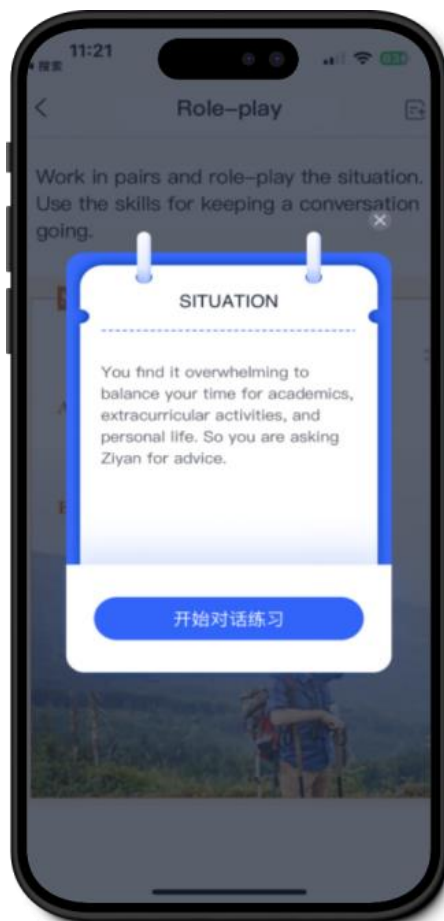 11:21
搜索
Role-play
Work in pairs and role-play the situation.
Use the skills for keeping a conversation
going.
SITUATION
You find it overwhelming to
balance your time for academics,
extracurricular activities, and
personal life. So you are asking
Ziyan for advice.
开始对话练习